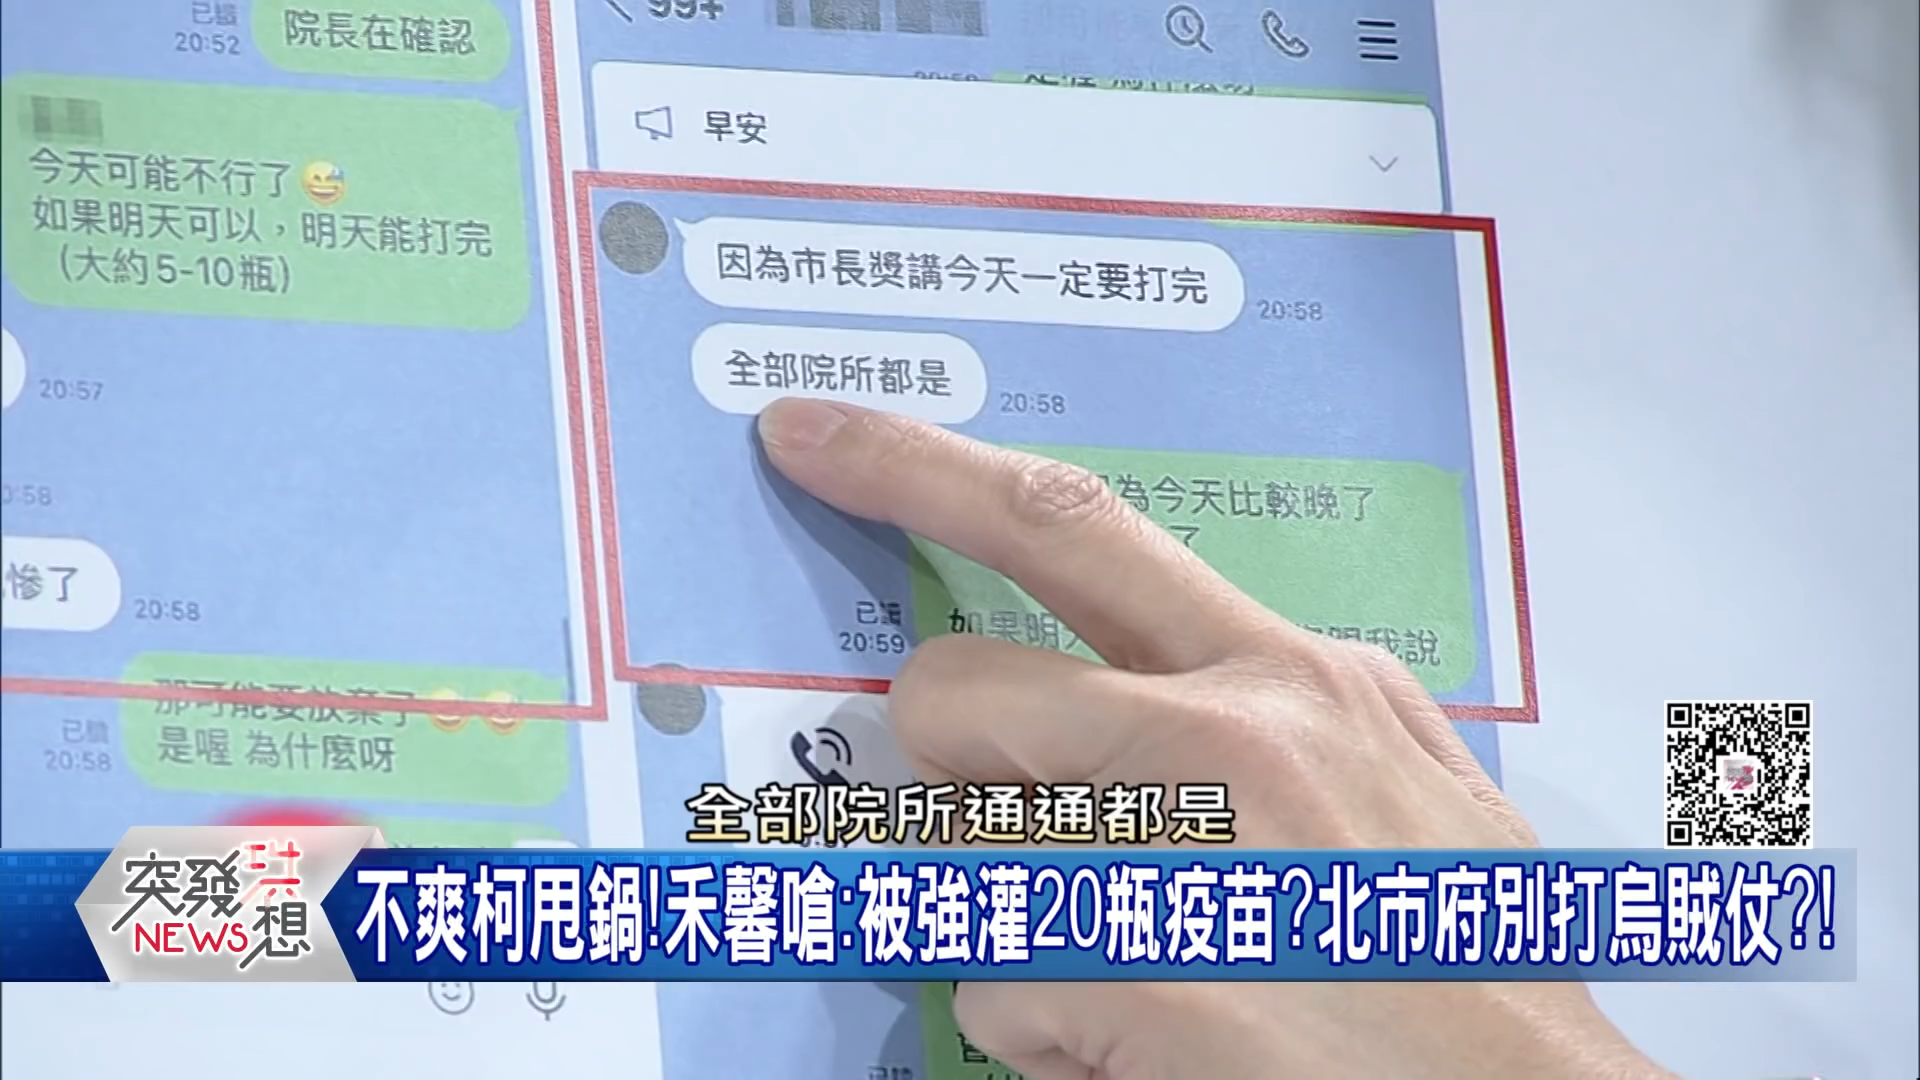 已讀
20:52
院長在確認
今天可能不行了
如果明天可以，明天能打完
(大約5-10瓶)
20:57
慘了
20:58
那可能要放棄了
是喔 為什麼呀
已讀
20:58
99+
早安
因為市長獎講今天一定要打完
20:58
全部院所都是
20:58
為今天比較晚了
了
已讀
20:59
如果明
跟我說
全部院所通通都是
突發琪想
NEWS
不爽柯甩鍋!禾馨嗆:被強灌20瓶疫苗?北市府別打烏賊仗?!